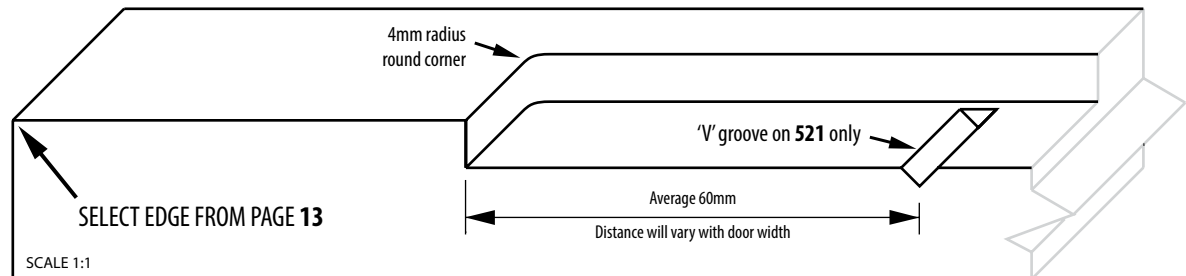 4mm radius
round corner
'V' groove on 521 only
SELECT EDGE FROM PAGE 13
Average 60mm
Distance will vary with door width
SCALE 1:1